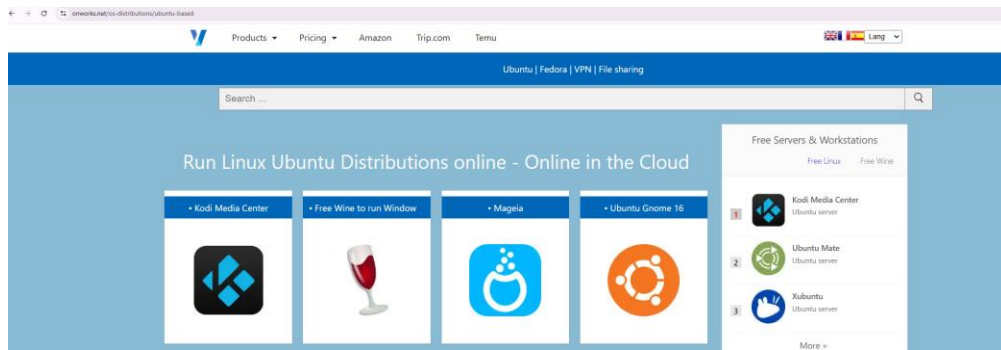 onworks.net/os-distributions/ubuntu-based
Products Pricing Amazon Trip.com Temu Lang
Ubuntu | Fedora | VPN | File sharing
Search ...
Run Linux Ubuntu Distributions online - Online in the Cloud
• Kodi Media Center
• Free Wine to run Window
• Mageia
• Ubuntu Gnome 16
Free Servers & Workstations
Free Linux Free Wine
1
Kodi Media Center
Ubuntu server
2
Ubuntu Mate
Ubuntu server
3
Xubuntu
Ubuntu server
More »